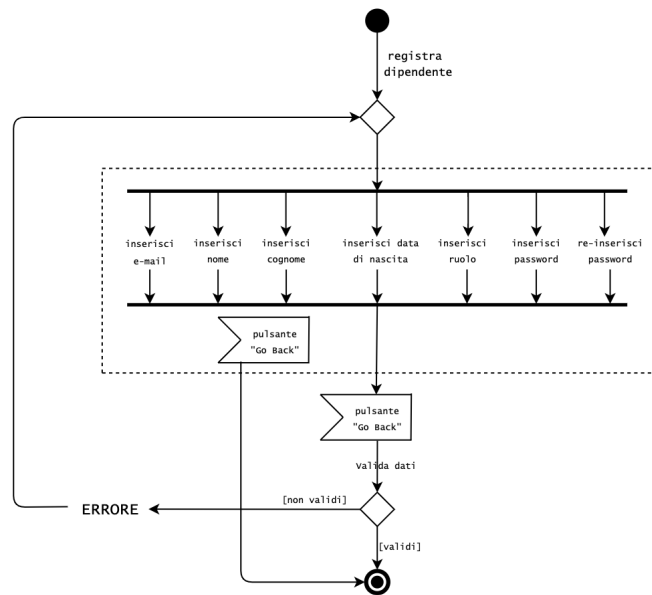 registra
dipendente
inserisci
e-mail
inserisci
nome
inserisci
cognome
inserisci data
di nascita
inserisci
ruolo
inserisci
password
re-inserisci
password
pulsante
"Go Back"
pulsante
"Go Back"
Valida dati
[non validi]
ERRORE
[validi]